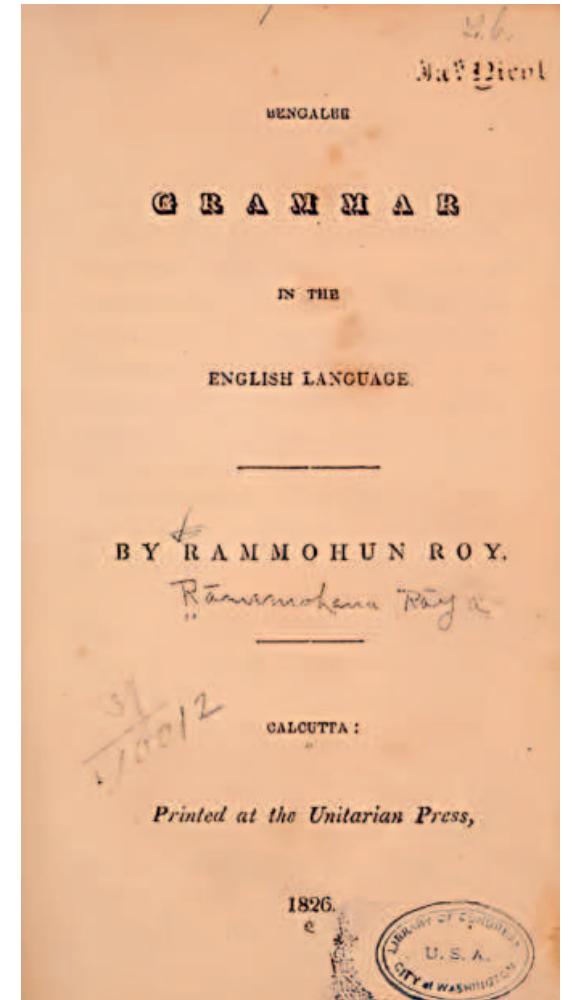 BENGALEE
GRAMMAR
IN THE
ENGLISH LANGUAGE.
BY RAMMOHUN ROY.
Rāmamohana Rāya
CALCUTTA:
Printed at the Unitarian Press,
1826.
LIBRARY OF CONGRESS
U. S. A.
CITY of WASHINGTON